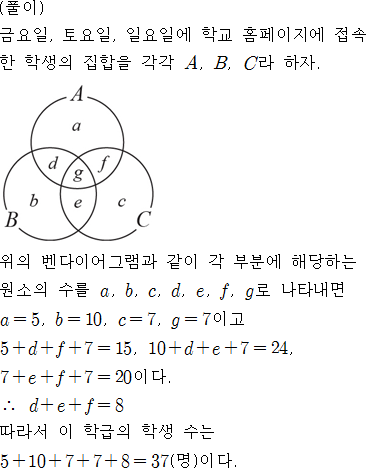 (풀이)
금요일, 토요일, 일요일에 학교 홈페이지에 접속
한 학생의 집합을 각각 A, B, C라 하자.
A
a
d f
g
b e c
B C
위의 벤다이어그램과 같이 각 부분에 해당하는
원소의 수를 a, b, c, d, e, f, g로 나타내면
a=5, b=10, c=7, g=7이고
5+d+f+7=15, 10+d+e+7=24,
7+e+f+7=20이다.
∴ d+e+f=8
따라서 이 학급의 학생 수는
5+10+7+7+8=37(명)이다.